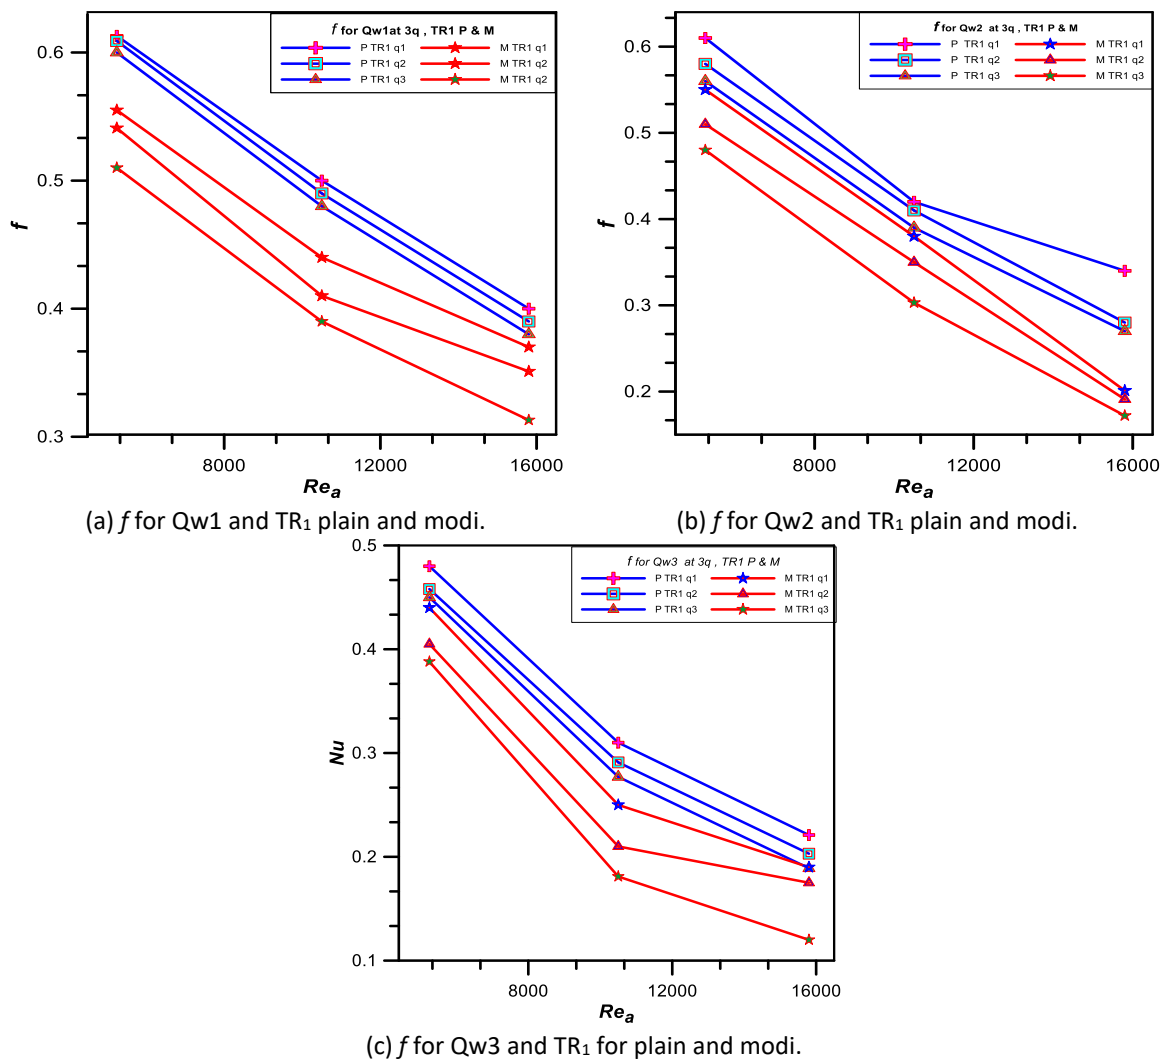 f for Qw1at 3q , TR1 P & M
P TR1 q1 M TR1 q1
P TR1 q2 M TR1 q2
P TR1 q3 M TR1 q2
0.6
0.5
0.4
0.3
f
8000 12000 16000
Reₐ
(a) f for Qw1 and TR₁ plain and modi.
f for Qw2 at 3q , TR1 P & M
P TR1 q1 M TR1 q1
P TR1 q2 M TR1 q2
P TR1 q3 M TR1 q3
0.6
0.5
0.4
0.3
0.2
f
8000 12000 16000
Reₐ
(b) f for Qw2 and TR₁ plain and modi.
f for Qw3 at 3q , TR1 P & M
P TR1 q1 M TR1 q1
P TR1 q2 M TR1 q2
P TR1 q3 M TR1 q3
0.5
0.4
0.3
0.2
0.1
Nu
8000 12000 16000
Reₐ
(c) f for Qw3 and TR₁ for plain and modi.